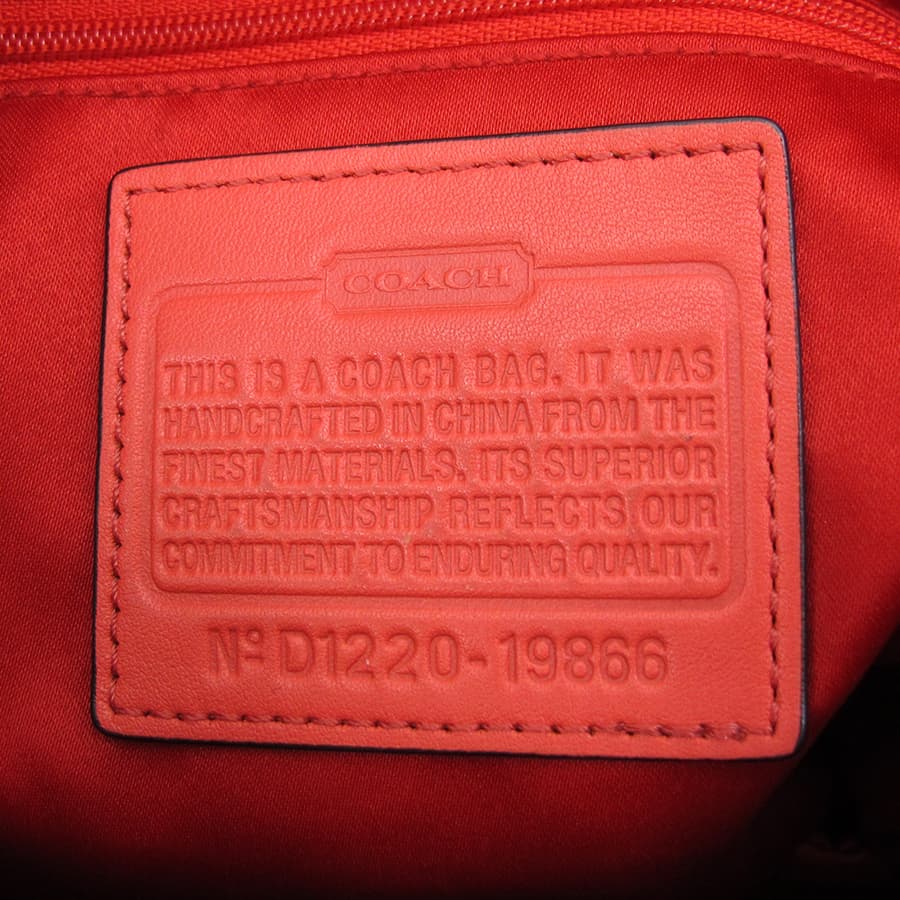 COACH
THIS IS A COACH BAG. IT WAS
HANDCRAFTED IN CHINA FROM THE
FINEST MATERIALS. ITS SUPERIOR
CRAFTSMANSHIP REFLECTS OUR
COMMITMENT TO ENDURING QUALITY.
Nº D1220-19866